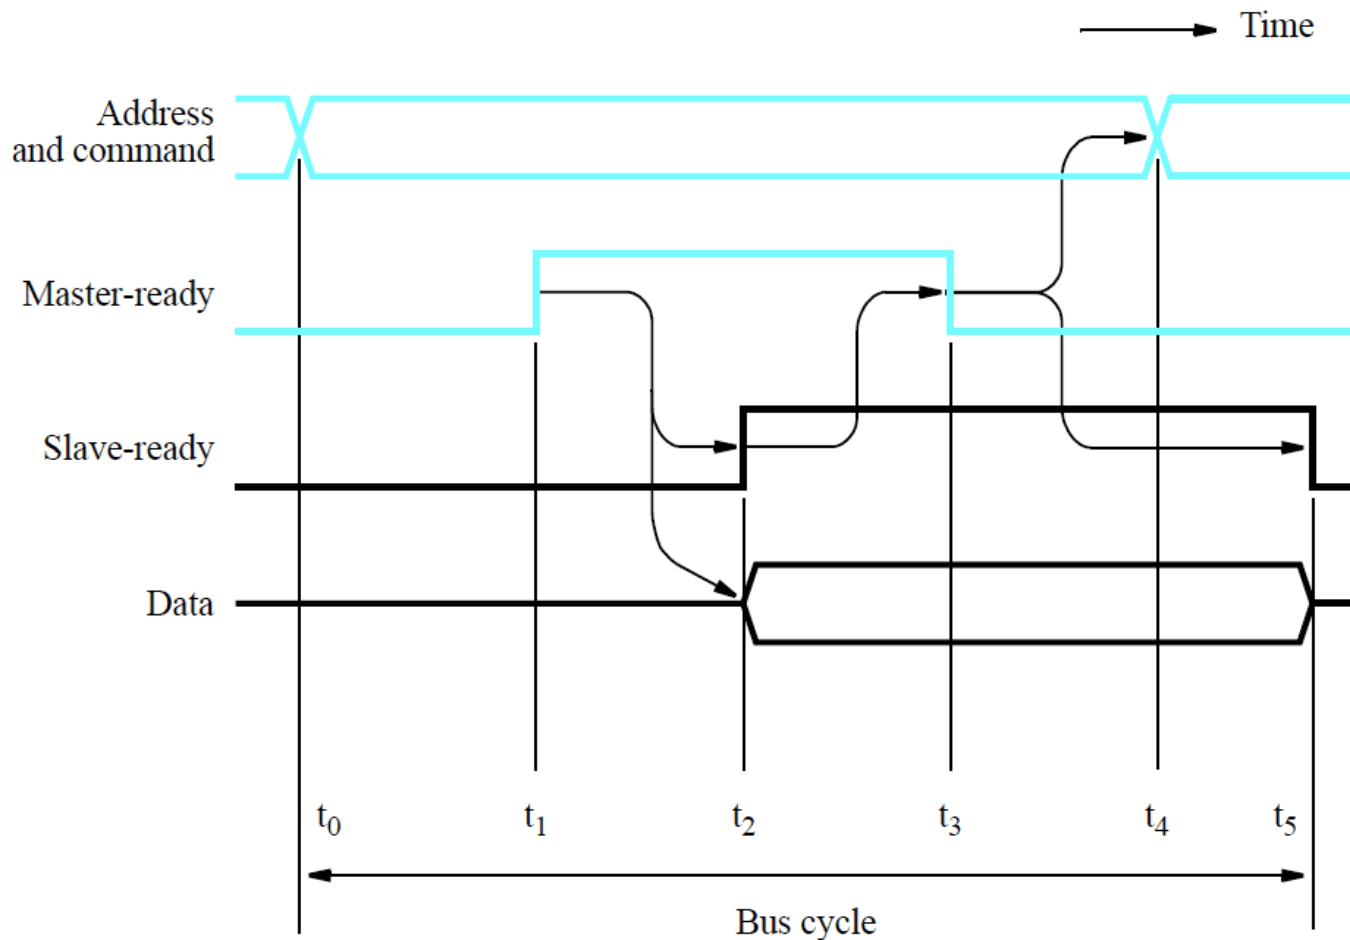 Time
Address
and command
Master-ready
Slave-ready
Data
t0 t1 t2 t3 t4 t5
Bus cycle